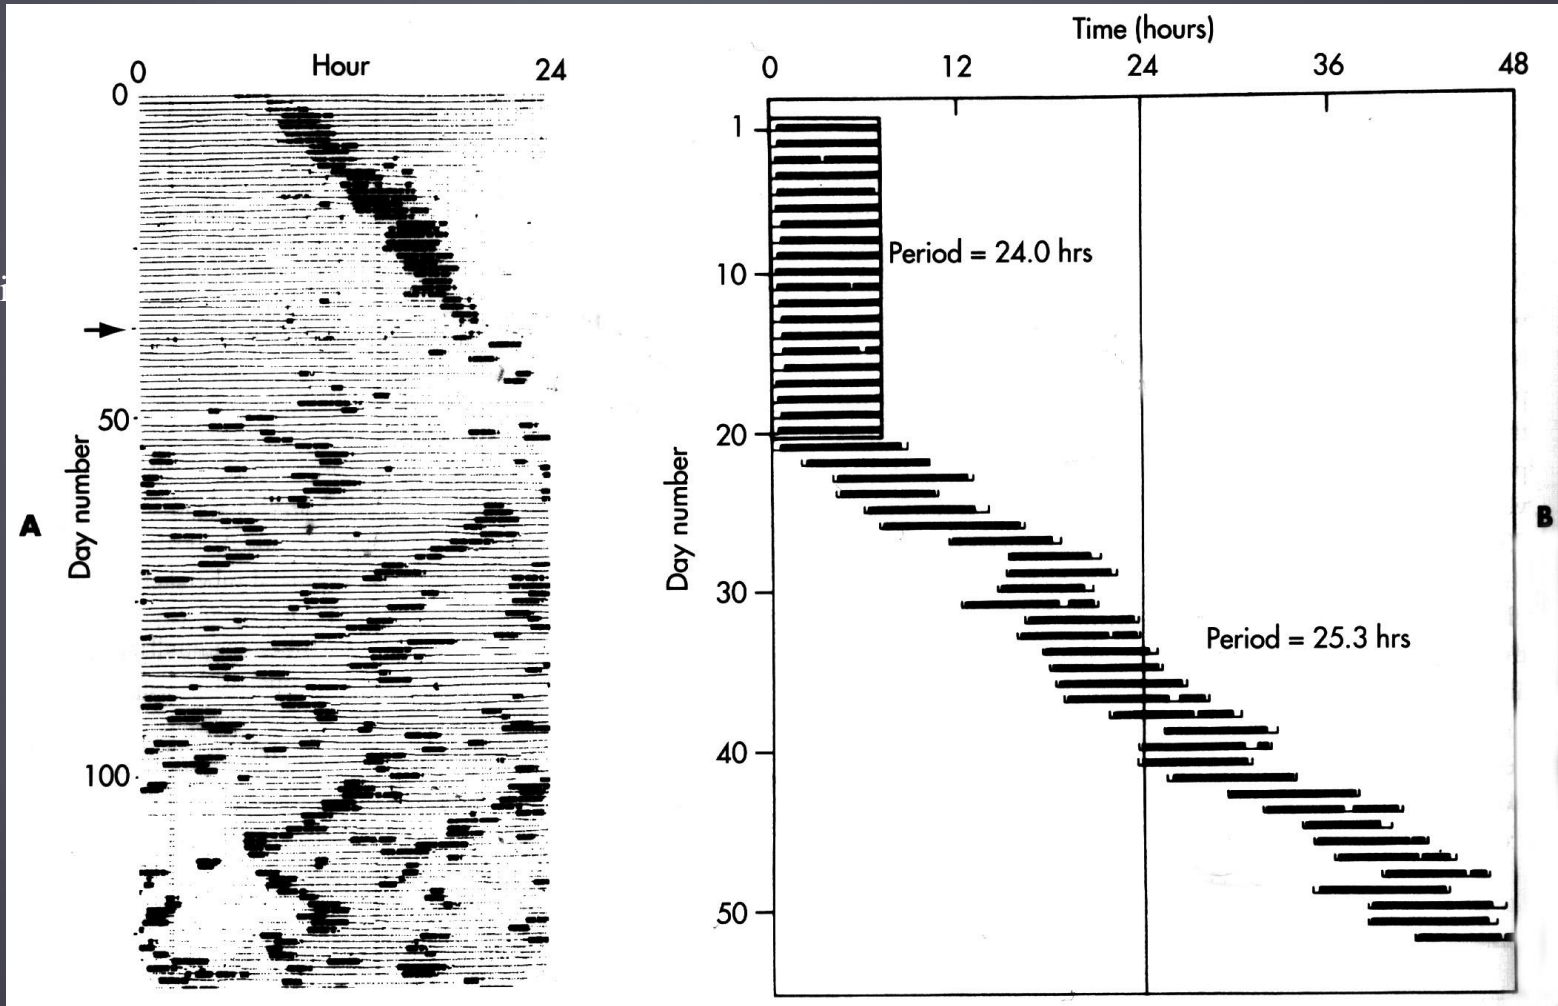 0 Hour 24
0
50
100
Day number
A
Time (hours)
0 12 24 36 48
1
10
20
30
40
50
Day number
Period = 24.0 hrs
Period = 25.3 hrs
B